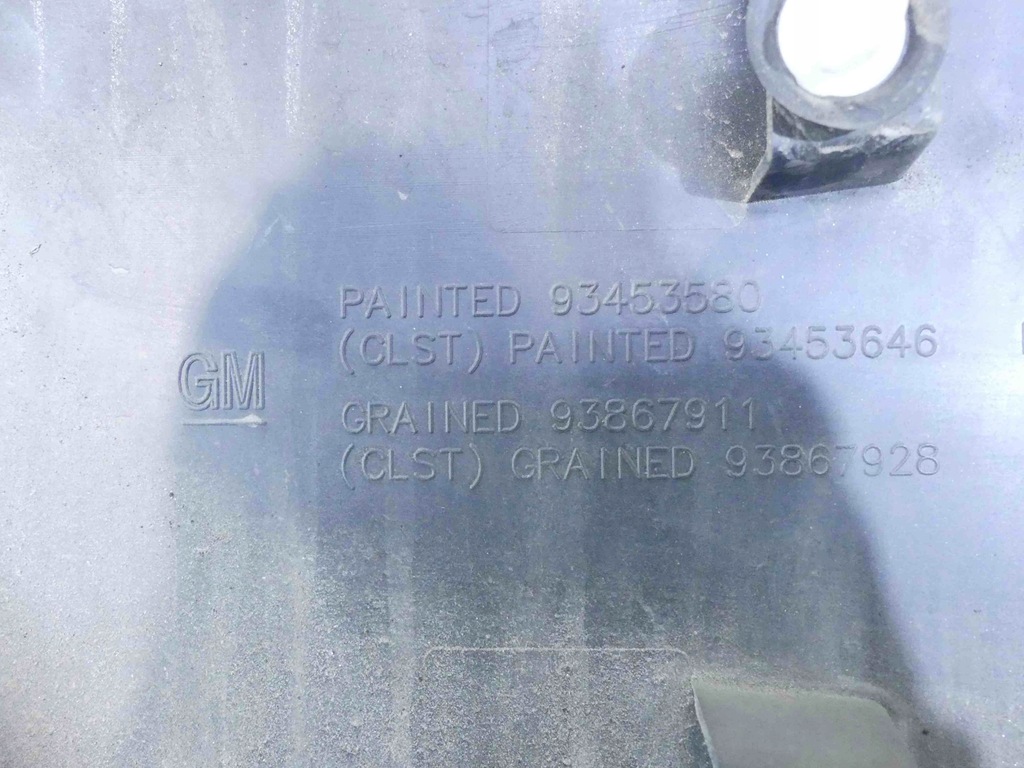 PAINTED 93453580
(CLST) PAINTED 93453646
GM
GRAINED 93867911
(CLST) GRAINED 93867928